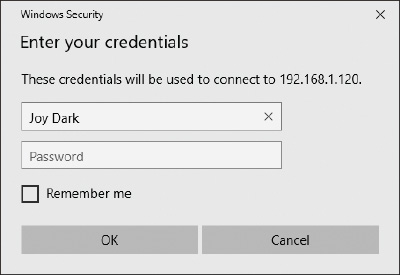 Windows Security
Enter your credentials
These credentials will be used to connect to 192.168.1.120.
Joy Dark
Password
Remember me
OK
Cancel